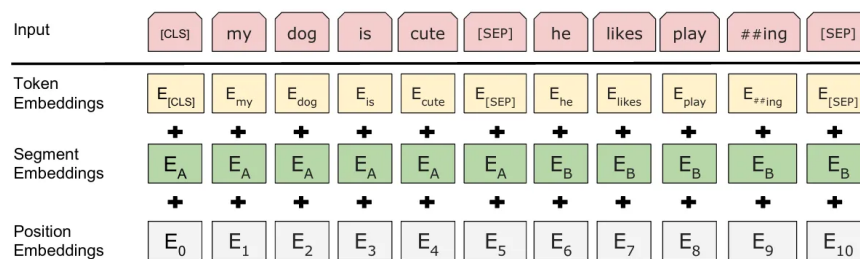 Input [CLS] my dog is cute [SEP] he likes play ##ing [SEP]
Token Embeddings E[CLS] Emy Edog Eis Ecute E[SEP] Ehe Elikes Eplay E##ing E[SEP]
+ + + + + + + + + + +
Segment Embeddings EA EA EA EA EA EA EB EB EB EB EB
+ + + + + + + + + + +
Position Embeddings E0 E1 E2 E3 E4 E5 E6 E7 E8 E9 E10